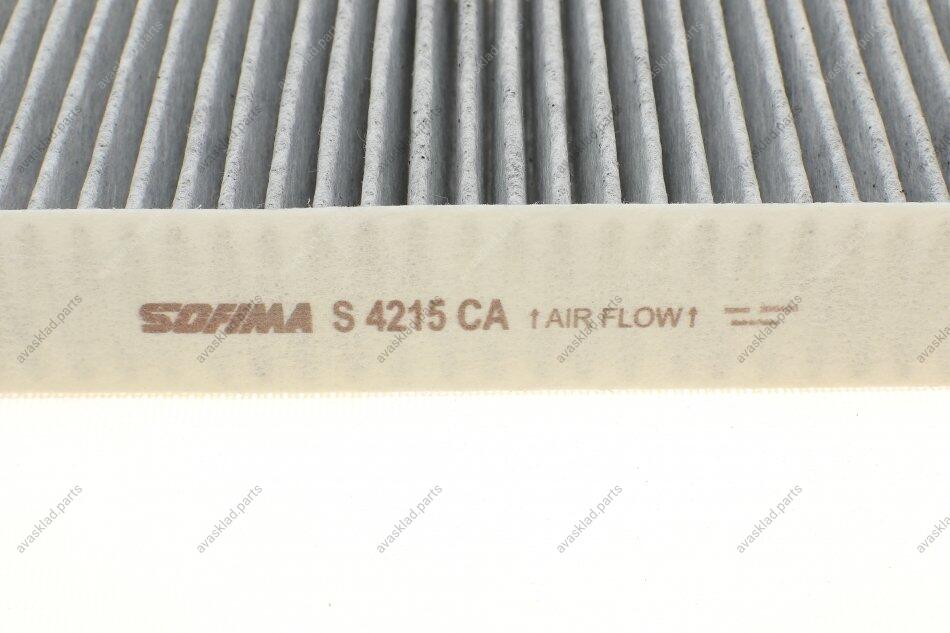 SOFIMA S 4215 CA ↑AIR FLOW↑
avasklad.parts